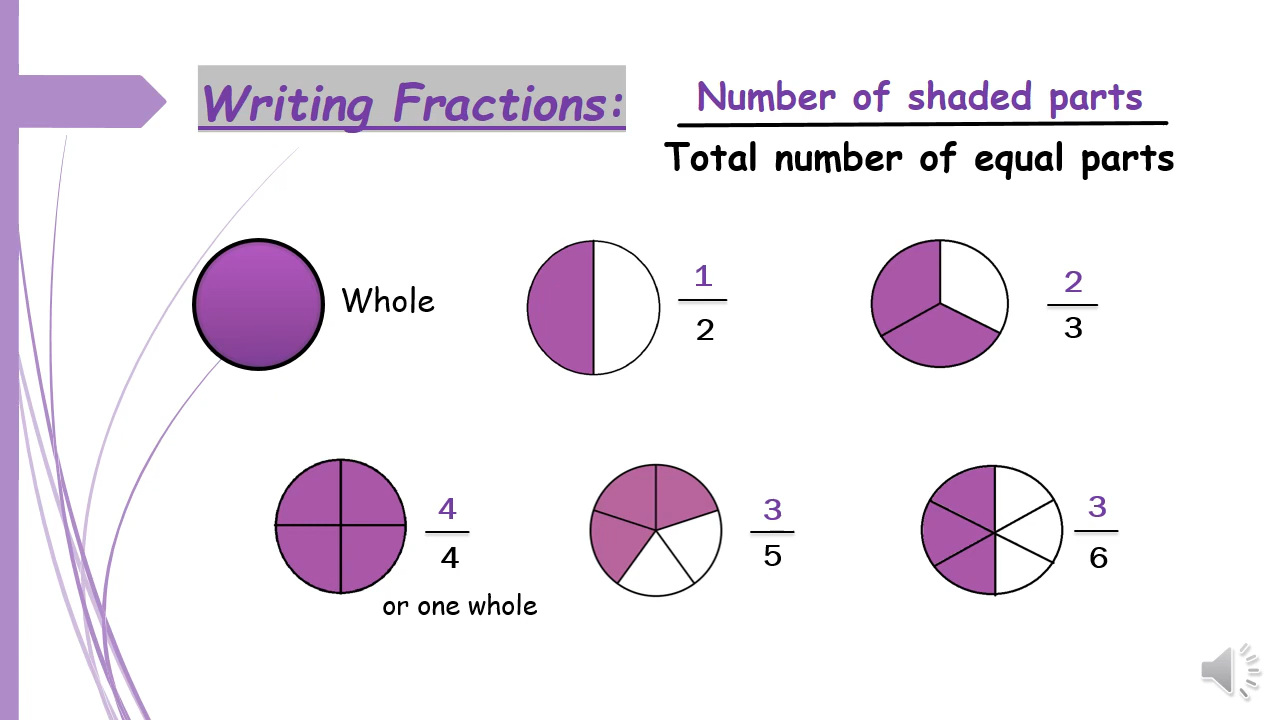 Writing Fractions:
Number of shaded parts
Total number of equal parts
Whole
1
2
2
3
4
4
or one whole
3
5
3
6